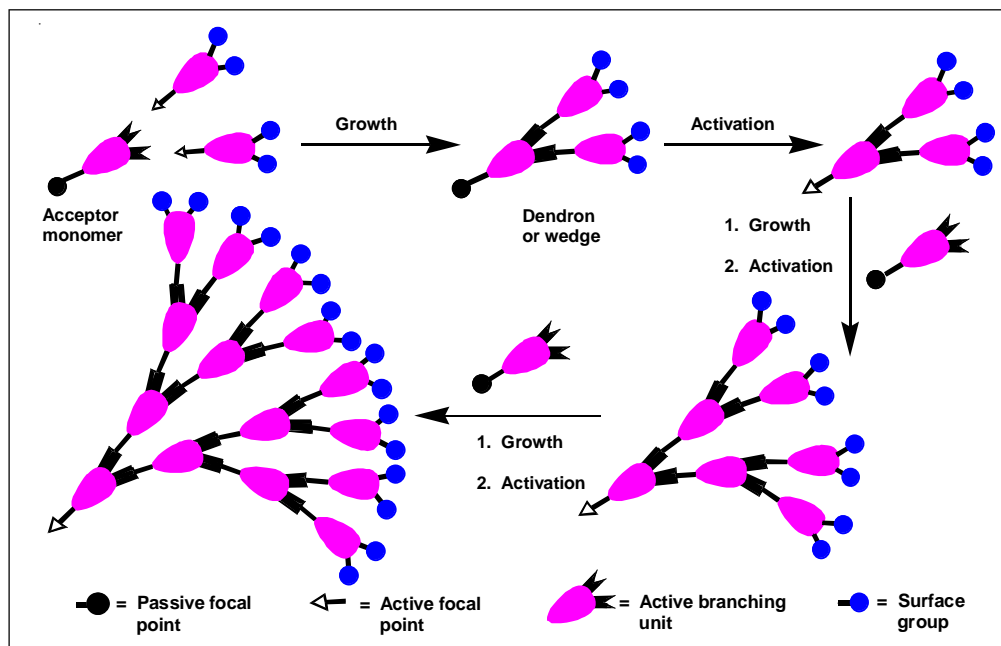 Growth
Activation
Acceptor
monomer
Dendron
or wedge
1. Growth
2. Activation
1. Growth
2. Activation
= Passive focal
point
= Active focal
point
= Active branching
unit
= Surface
group